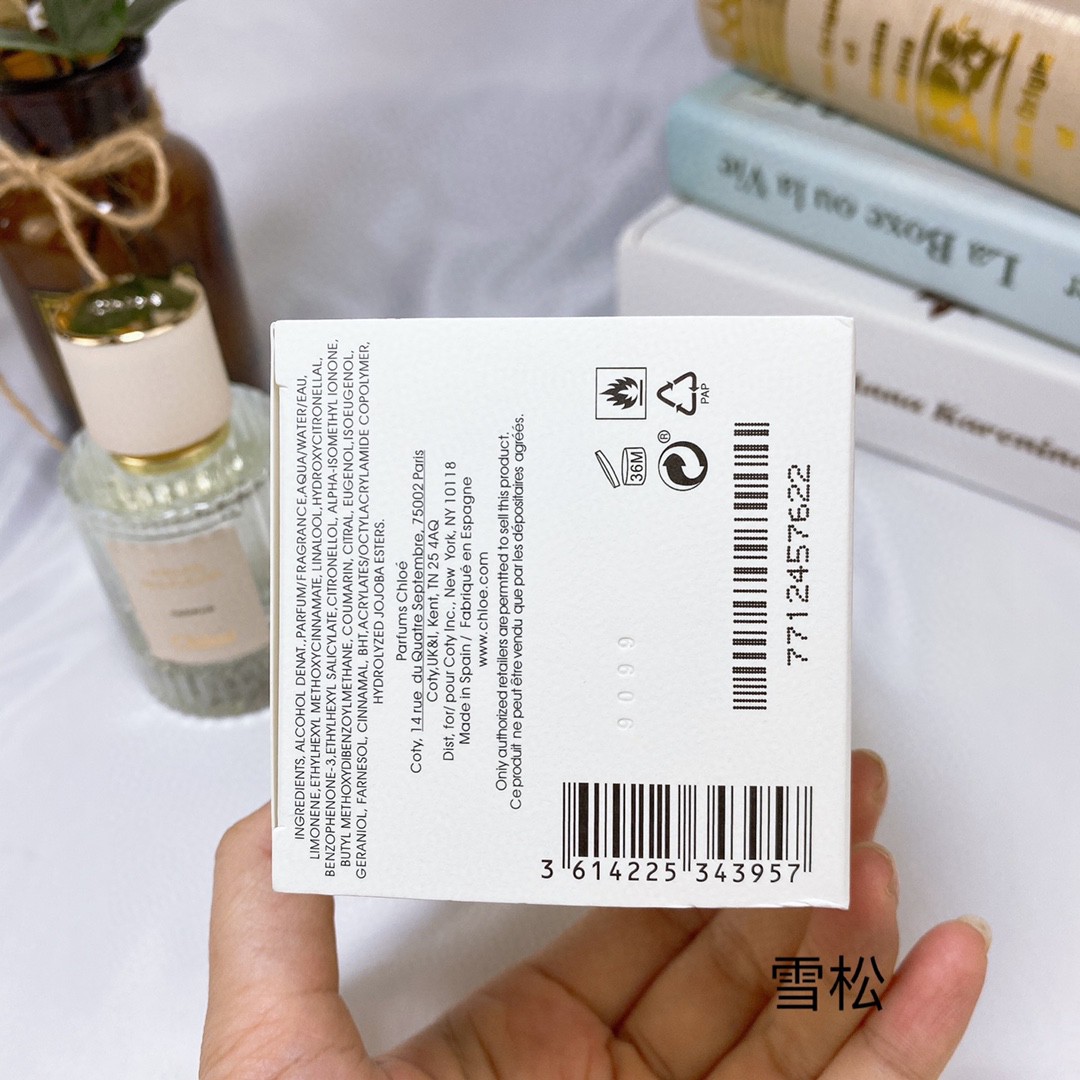 INGREDIENTS, ALCOHOL DENAT., PARFUM/FRAGRANCE,AQUA/WATER/EAU,
LIMONENE, ETHYLHEXYL METHOXYCINNAMATE, LINALOOL, HYDROXYCITRONELLAL,
BENZOPHENONE-3,ETHYLHEXYL SALICYLATE, CITRONELLOL, ALPHA-ISOMETHYL IONONE,
BUTYL METHOXYDIBENZOYLMETHANE, COUMARIN, CITRAL, EUGENOL,ISOEUGENOL,
GERANIOL, FARNESOL, CINNAMAL, BHT,ACRYLATES/OCTYLACRYLAMIDE COPOLYMER,
HYDROLYZED JOJOBA ESTERS.
Parfums Chloé
Coty, 14 rue du Quatre Septembre, 75002 Paris
Coty,UK&I, Kent, TN 25 4AQ
Dist, for/ pour Coty Inc., New York, NY 10118
Made in Spain / Fabriqué en Espagne
www.chloe.com
Only authorized retailers are permitted to sell this product,
Ce produit ne peut être vendu que par les dépositaires agréés.
36M
®
PAP
9099
7712457622
3 614225 343957
La Boxe ou la Vie
Karenina
雪松